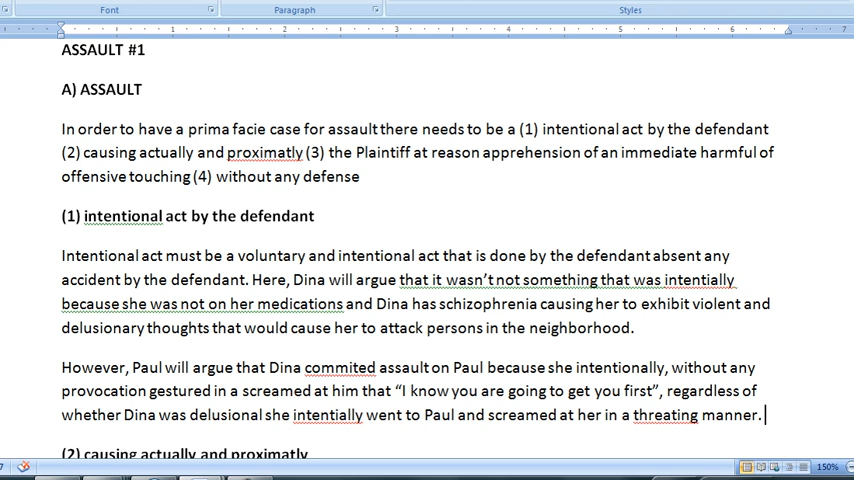 Font Paragraph Styles
1 2 3 4 5 6 7
ASSAULT #1
A) ASSAULT
In order to have a prima facie case for assault there needs to be a (1) intentional act by the defendant
(2) causing actually and proximatly (3) the Plaintiff at reason apprehension of an immediate harmful of
offensive touching (4) without any defense
(1) intentional act by the defendant
Intentional act must be a voluntary and intentional act that is done by the defendant absent any
accident by the defendant. Here, Dina will argue that it wasn't not something that was intentially
because she was not on her medications and Dina has schizophrenia causing her to exhibit violent and
delusionary thoughts that would cause her to attack persons in the neighborhood.
However, Paul will argue that Dina commited assault on Paul because she intentionally, without any
provocation gestured in a screamed at him that “I know you are going to get you first”, regardless of
whether Dina was delusional she intentially went to Paul and screamed at her in a threating manner.
(2) causing actually and proximatly
150%